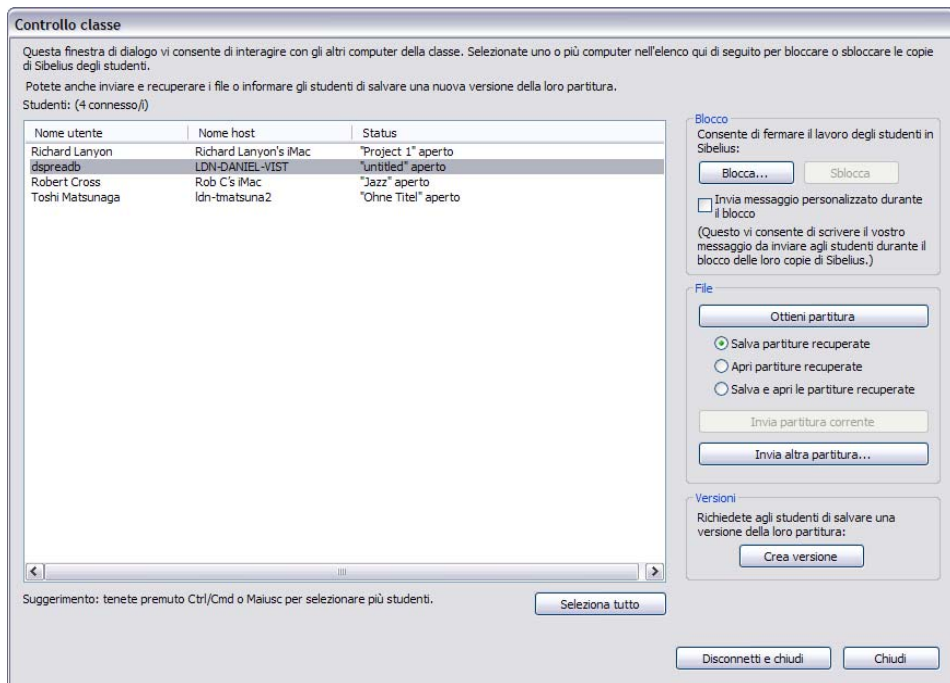 Controllo classe
Questa finestra di dialogo vi consente di interagire con gli altri computer della classe. Selezionate uno o più computer nell'elenco qui di seguito per bloccare o sbloccare le copie
di Sibelius degli studenti.
Potete anche inviare e recuperare i file o informare gli studenti di salvare una nuova versione della loro partitura.
Studenti: (4 connesso/i)
Nome utente Nome host Status
Richard Lanyon Richard Lanyon's iMac "Project 1" aperto
dspreadb LDN-DANIEL-VIST "untitled" aperto
Robert Cross Rob C's iMac "Jazz" aperto
Toshi Matsunaga ldn-tmatsuna2 "Ohne Titel" aperto
Suggerimento: tenete premuto Ctrl/Cmd o Maiusc per selezionare più studenti.
Seleziona tutto
Blocco
Consente di fermare il lavoro degli studenti in
Sibelius:
Blocca... Sblocca
Invia messaggio personalizzato durante
il blocco
(Questo vi consente di scrivere il vostro
messaggio da inviare agli studenti durante il
blocco delle loro copie di Sibelius.)
File
Ottieni partitura
Salva partiture recuperate
Apri partiture recuperate
Salva e apri le partiture recuperate
Invia partitura corrente
Invia altra partitura...
Versioni
Richiedete agli studenti di salvare una
versione della loro partitura:
Crea versione
Disconnetti e chiudi Chiudi